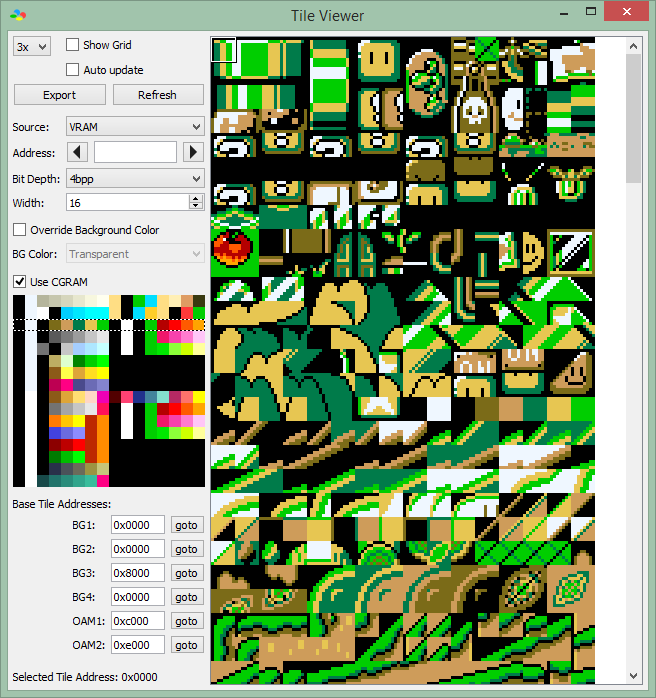 Tile Viewer
3x
Show Grid
Auto update
Export
Refresh
Source:
VRAM
Address:
Bit Depth:
4bpp
Width:
16
Override Background Color
BG Color:
Transparent
Use CGRAM
Base Tile Addresses:
BG1: 0x0000 goto
BG2: 0x0000 goto
BG3: 0x8000 goto
BG4: 0x0000 goto
OAM1: 0xc000 goto
OAM2: 0xe000 goto
Selected Tile Address: 0x0000